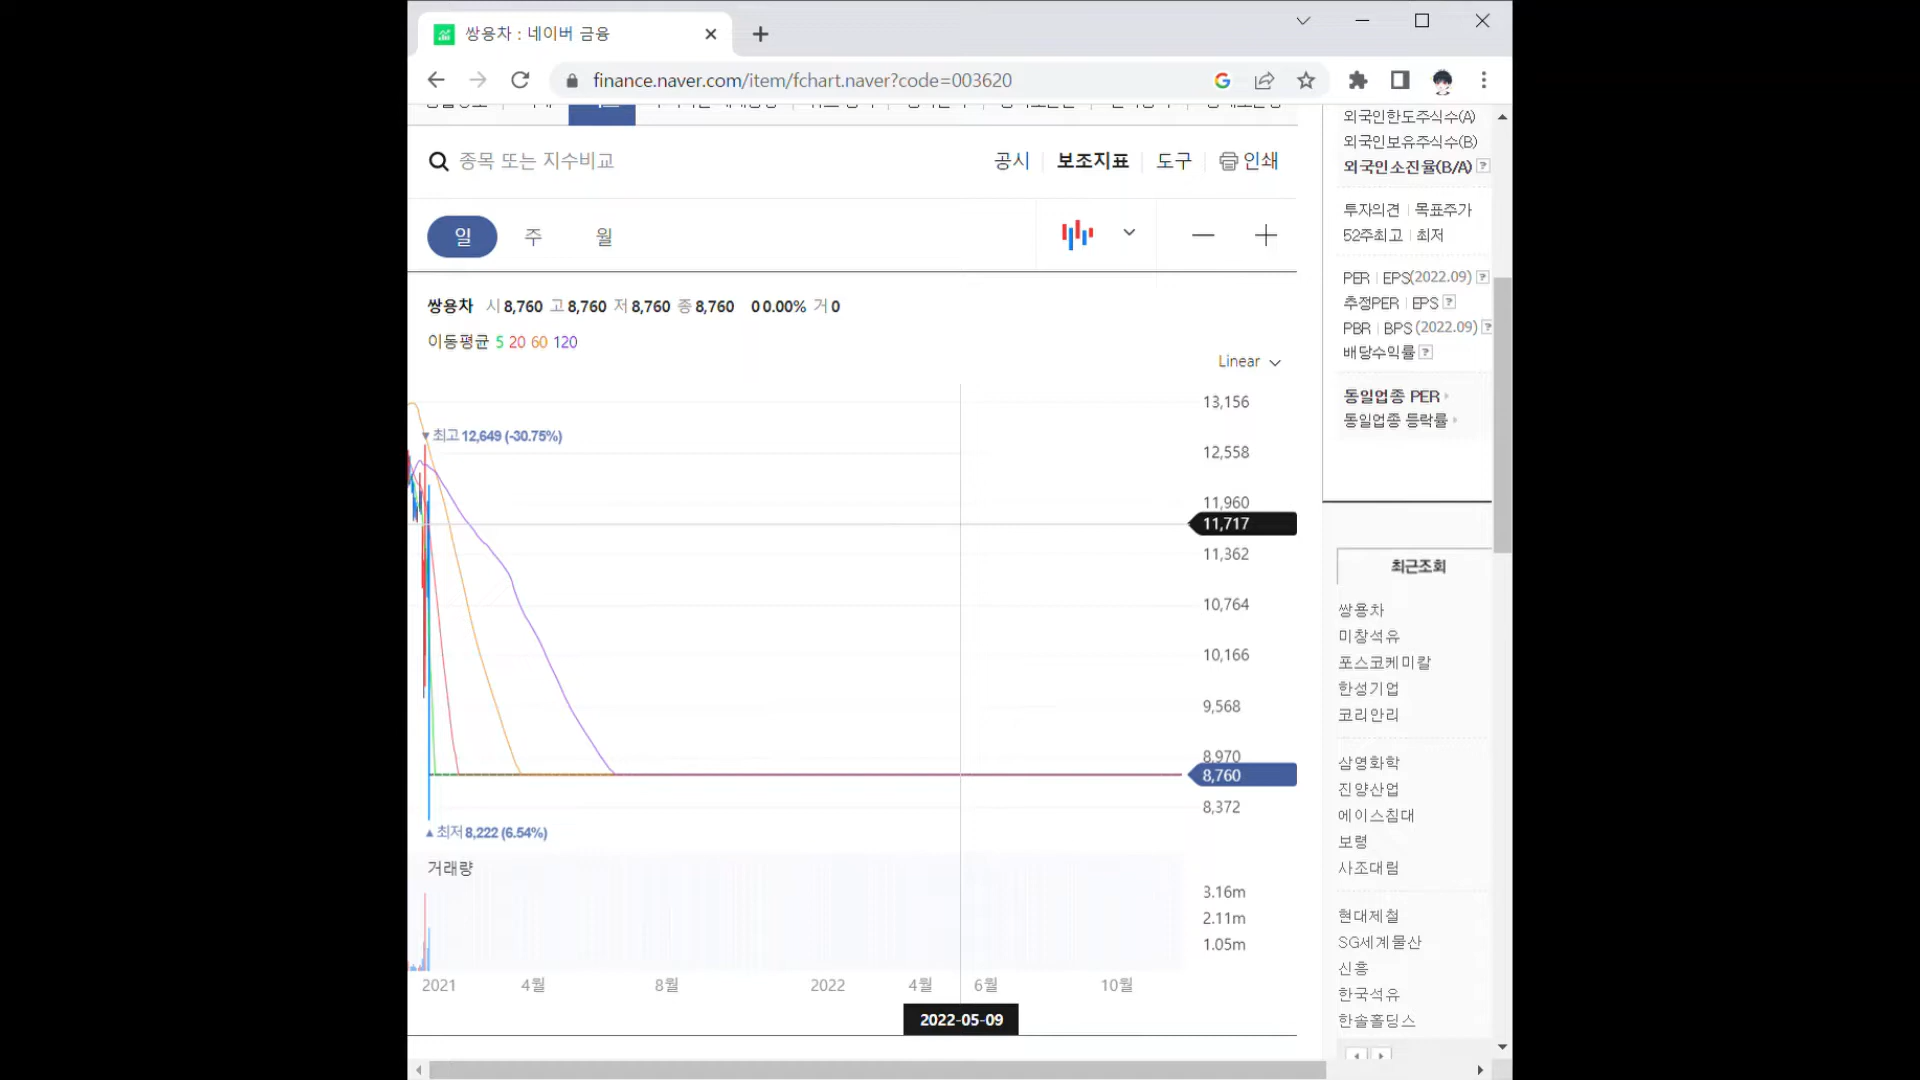 쌍용차 : 네이버 금융
finance.naver.com/item/fchart.naver?code=003620
종목 또는 지수비교
공시 보조지표 도구 인쇄
일 주 월
쌍용차 시 8,760 고 8,760 저 8,760 종 8,760 0 0.00% 거 0
이동평균 5 20 60 120
Linear
13,156
최고 12,649 (-30.75%)
12,558
11,960
11,717
11,362
10,764
10,166
9,568
8,970
8,760
8,372
최저 8,222 (6.54%)
거래량
3.16m
2.11m
1.05m
2021 4월 8월 2022 4월 6월 10월
2022-05-09
외국인한도주식수(A)
외국인보유주식수(B)
외국인소진율(B/A) ?
투자의견 | 목표주가
52주최고 | 최저
PER | EPS(2022.09) ?
추정PER | EPS ?
PBR | BPS (2022.09) ?
배당수익률 ?
동일업종 PER
동일업종 등락률
최근조회
쌍용차
미창석유
포스코케미칼
한성기업
코리안리
삼영화학
진양산업
에이스침대
보령
사조대림
현대제철
SG세계물산
신흥
한국석유
한솔홀딩스